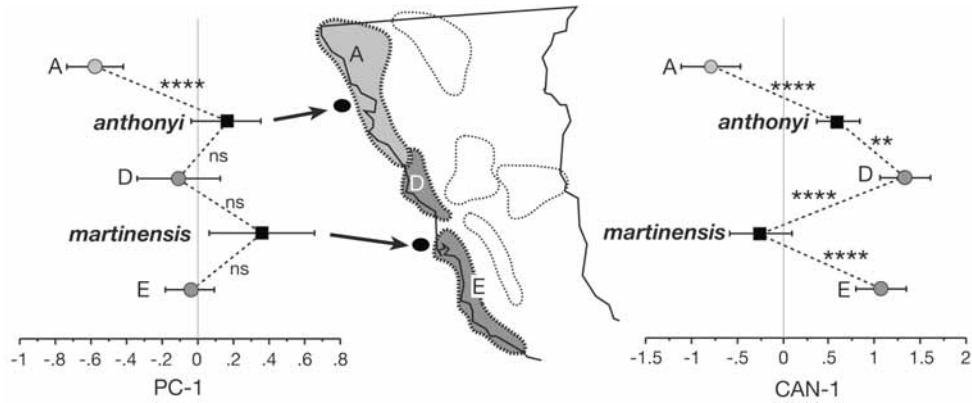 A
****
anthonyi
ns
D
ns
martinensis
ns
E
-1 -.8 -.6 -.4 -.2 0 .2 .4 .6 .8
PC-1
A
D
E
A
****
anthonyi
**
D
****
martinensis
****
E
-1.5 -1 -.5 0 .5 1 1.5 2
CAN-1